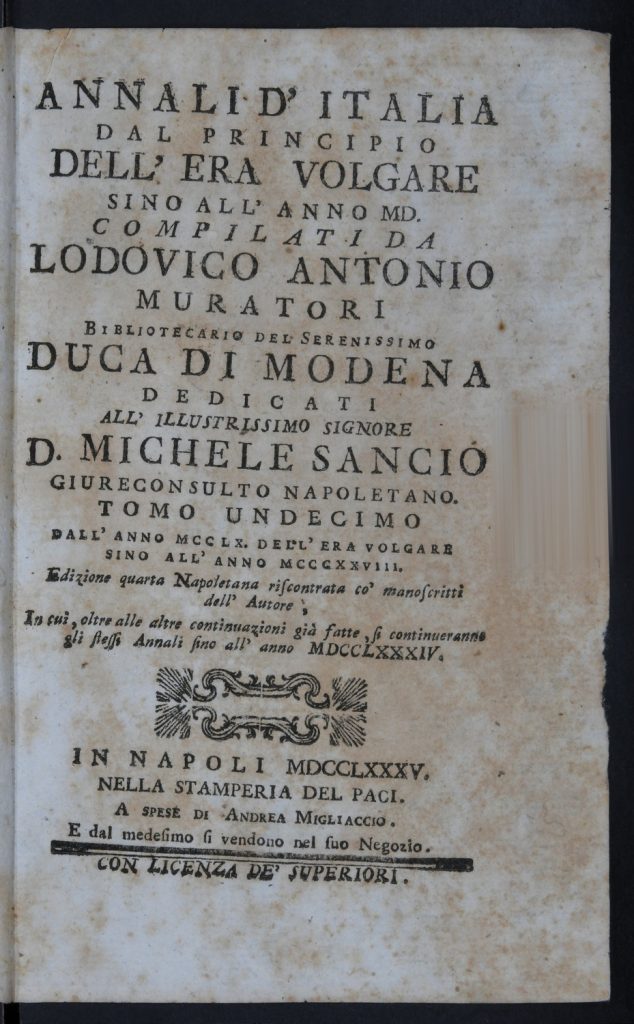 ANNALI D' ITALIA
DAL PRINCIPIO
DELL' ERA VOLGARE
SINO ALL' ANNO MD.
COMPILATI DA
LODOVICO ANTONIO
MURATORI
BIBLIOTECARIO DEL SERENISSIMO
DUCA DI MODENA
DEDICATI
ALL' ILLUSTRISSIMO SIGNORE
D. MICHELE SANCIO
GIURECONSULTO NAPOLETANO.
TOMO UNDECIMO
DALL' ANNO MCCLX. DELL' ERA VOLGARE
SINO ALL' ANNO MCCCXXVIII.
Edizione quarta Napoletana riſcontrata co' manoſcritti
dell' Autore;
In cui, oltre alle altre continuazioni già fatte, ſi continueranno
gli ſteſſi Annali ſino all' anno MDCCLXXXIV.
IN NAPOLI MDCCLXXXV.
NELLA STAMPERIA DEL PACI.
A SPESE DI ANDREA MIGLIACCIO.
E dal medeſimo ſi vendono nel ſuo Negozio.
CON LICENZA DE' SUPERIORI.